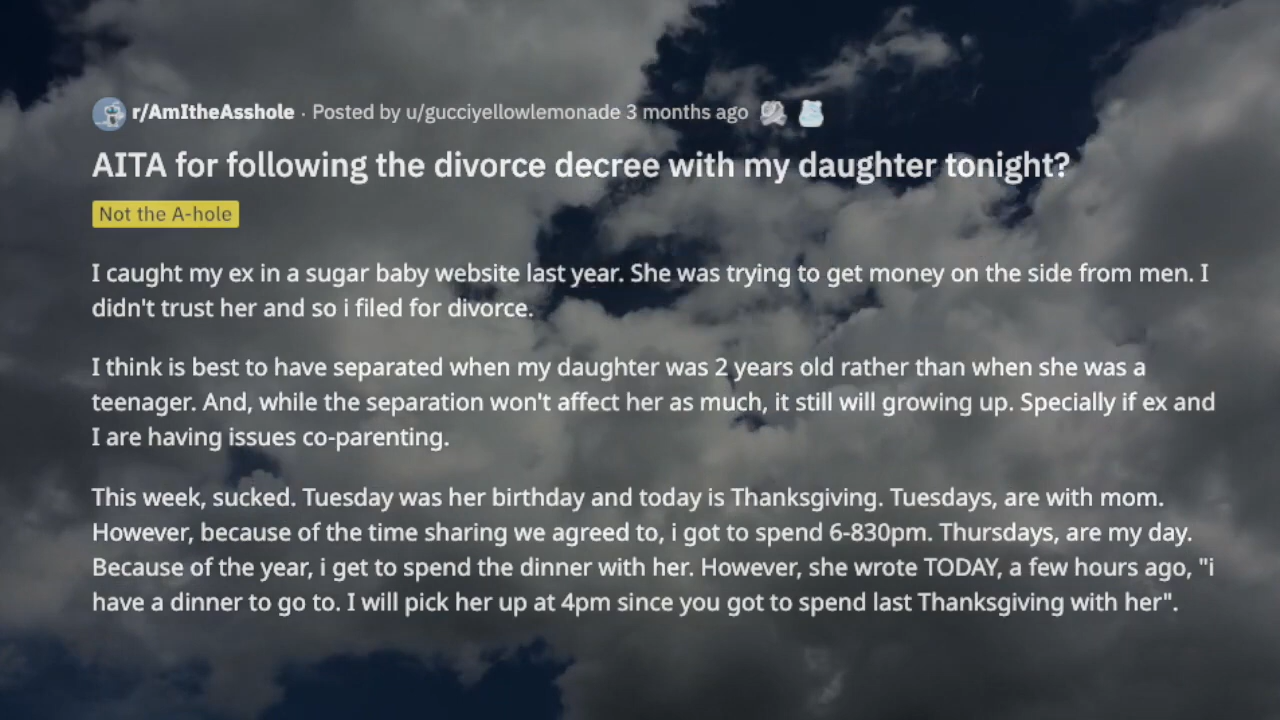 r/AmItheAsshole · Posted by u/gucciyellowlemonade 3 months ago
AITA for following the divorce decree with my daughter tonight?
Not the A-hole
I caught my ex in a sugar baby website last year. She was trying to get money on the side from men. I
didn't trust her and so i filed for divorce.
I think is best to have separated when my daughter was 2 years old rather than when she was a
teenager. And, while the separation won't affect her as much, it still will growing up. Specially if ex and
I are having issues co-parenting.
This week, sucked. Tuesday was her birthday and today is Thanksgiving. Tuesdays, are with mom.
However, because of the time sharing we agreed to, i got to spend 6-830pm. Thursdays, are my day.
Because of the year, i get to spend the dinner with her. However, she wrote TODAY, a few hours ago, "i
have a dinner to go to. I will pick her up at 4pm since you got to spend last Thanksgiving with her".